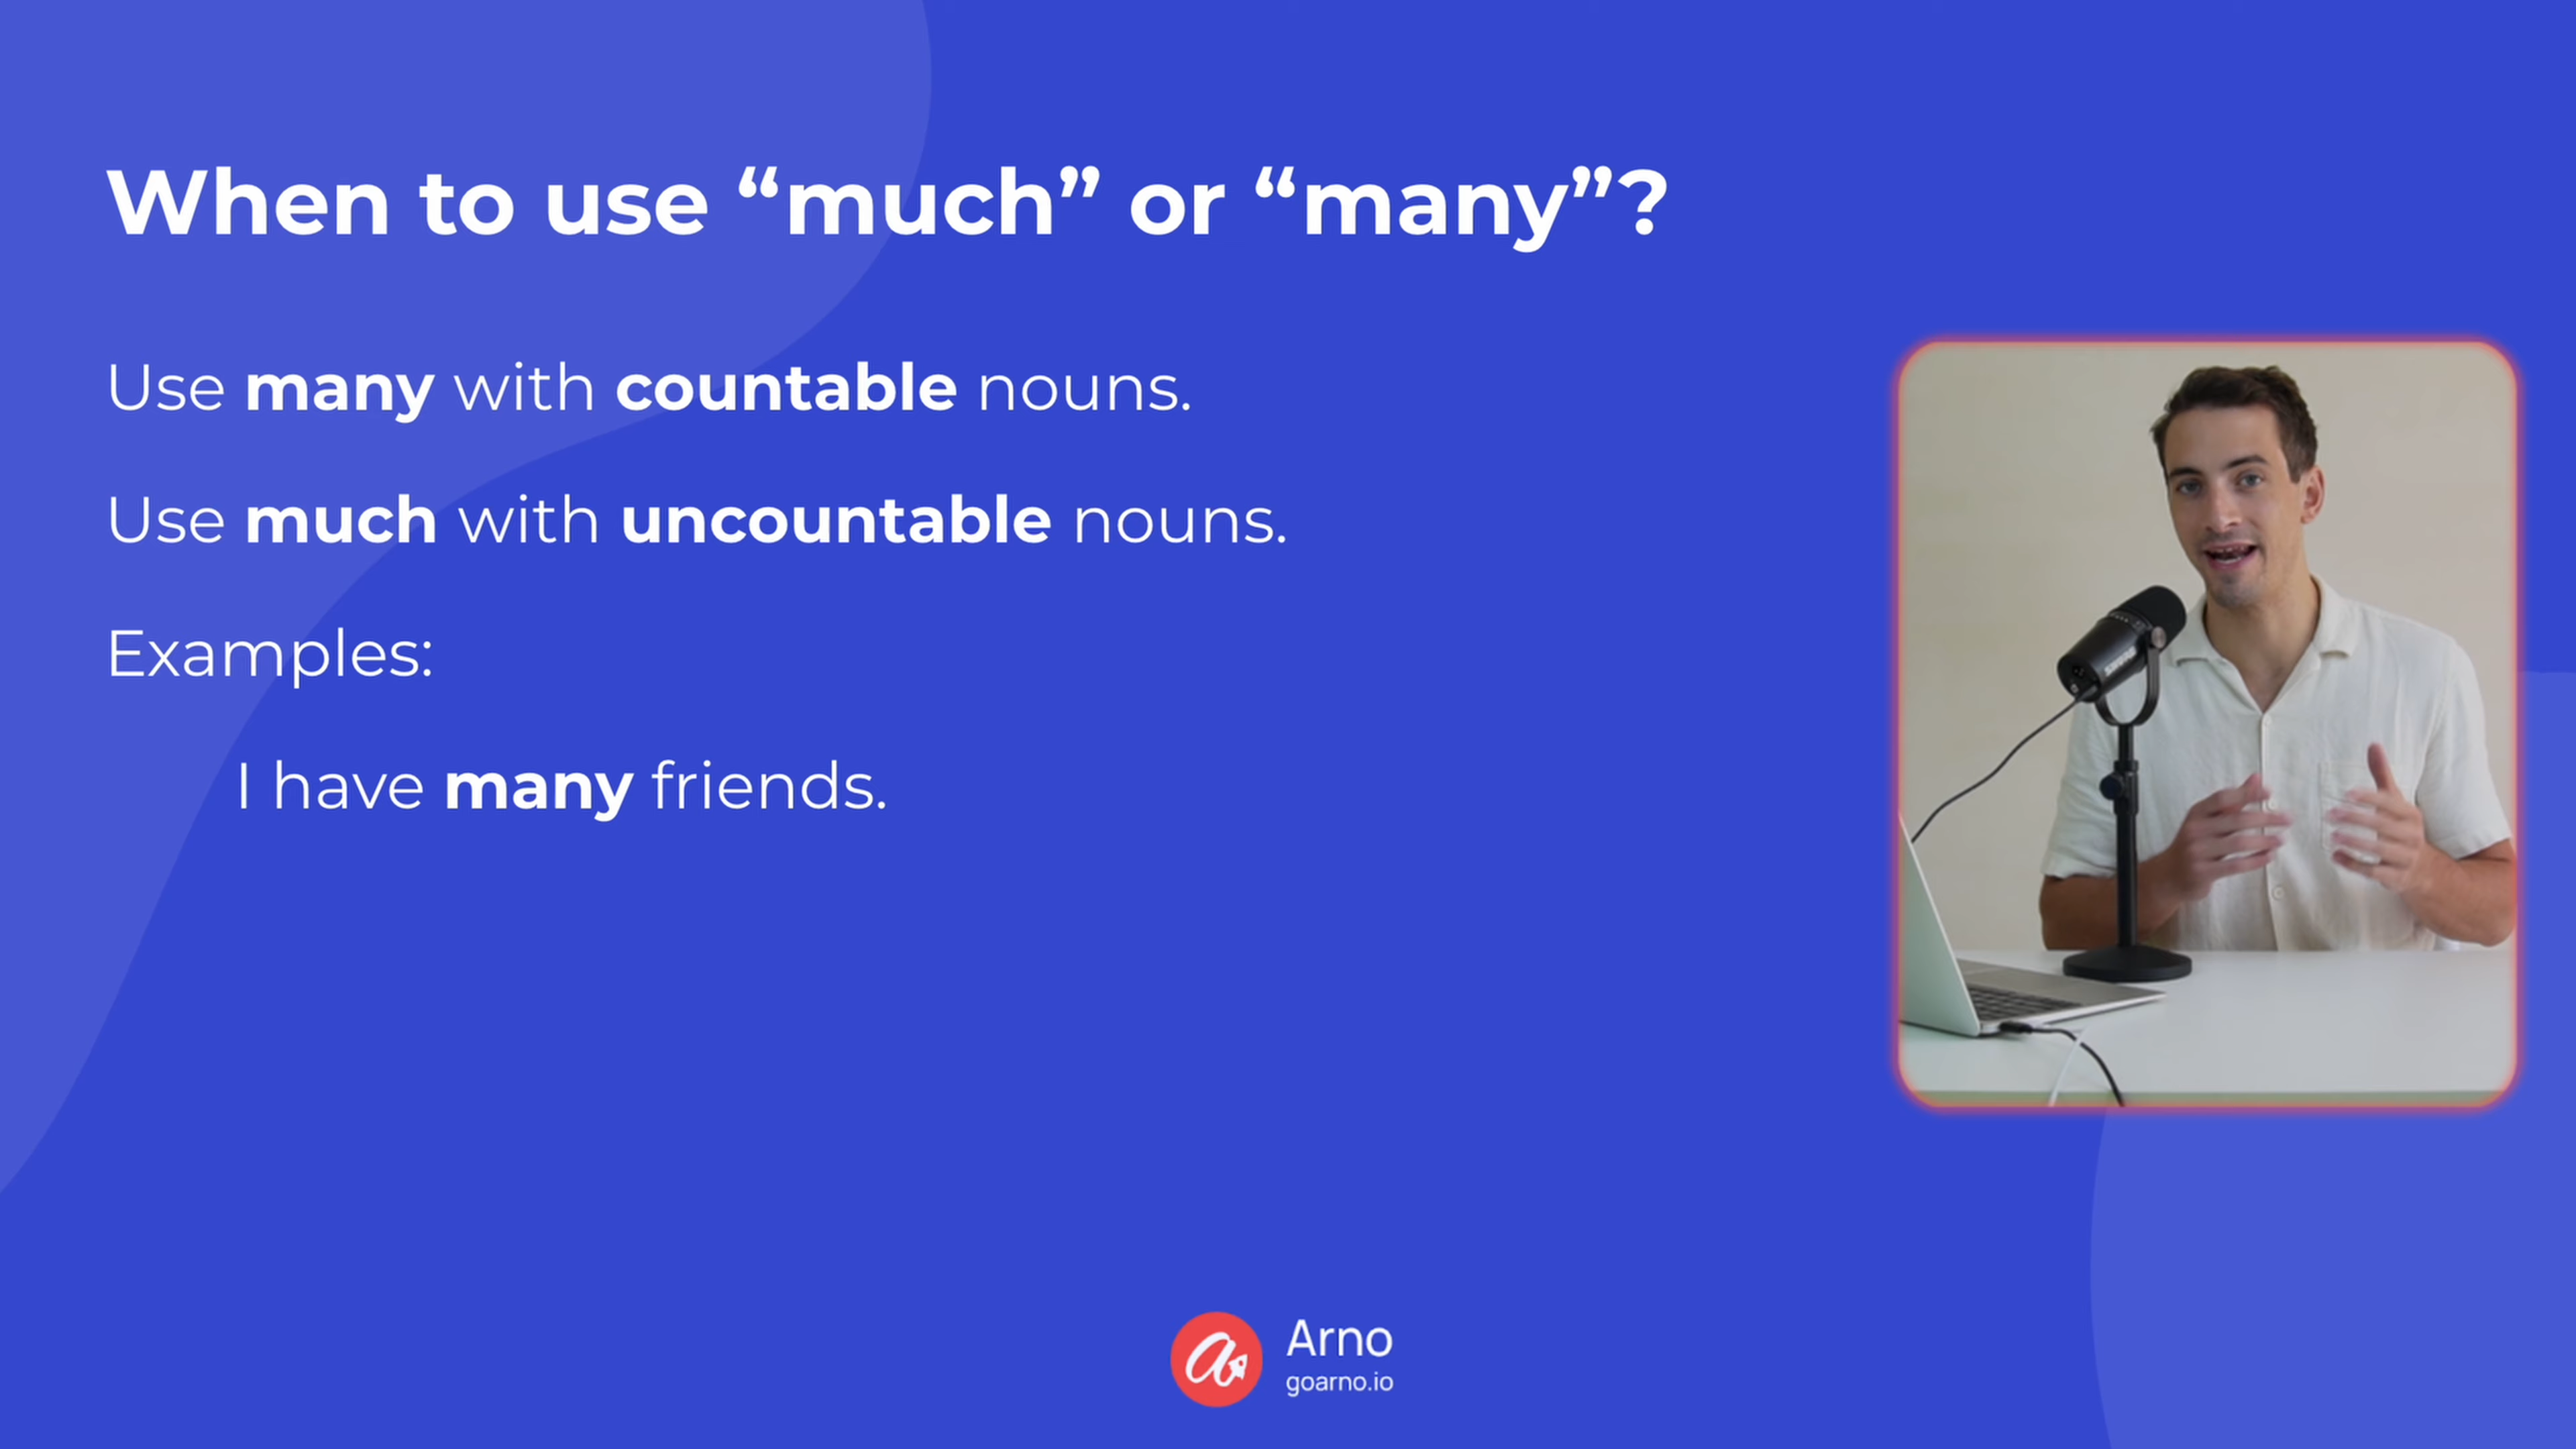 When to use “much” or “many”?
Use many with countable nouns.
Use much with uncountable nouns.
Examples:
I have many friends.
Arno
goarno.io